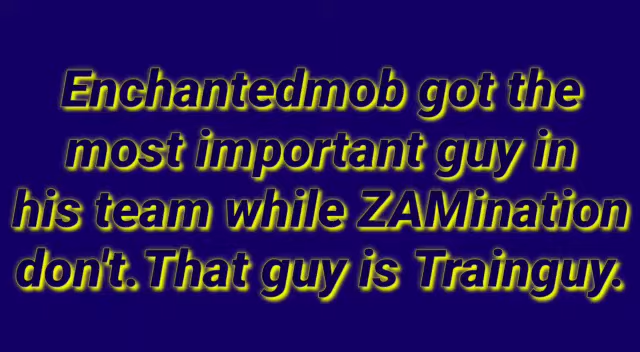 Enchantedmob got the
most important guy in
his team while ZAMination
don't. That guy is Trainguy.